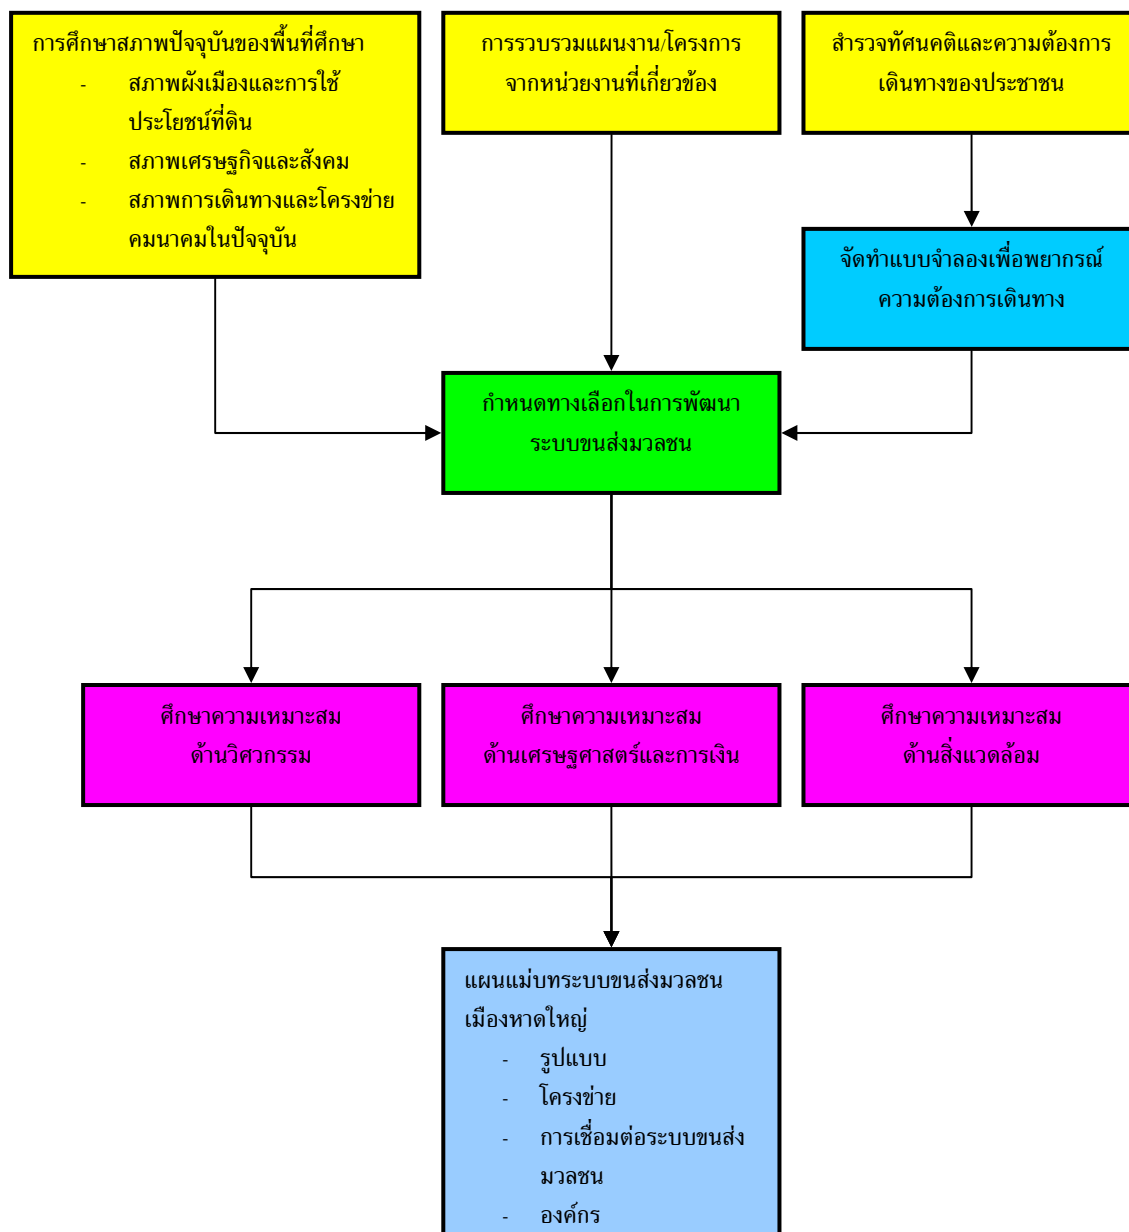 การศึกษาสภาพปัจจุบันของพื้นที่ศึกษา
- สภาพผังเมืองและการใช้
ประโยชน์ที่ดิน
- สภาพเศรษฐกิจและสังคม
- สภาพการเดินทางและโครงข่าย
คมนาคมในปัจจุบัน
การรวบรวมแผนงาน/โครงการ
จากหน่วยงานที่เกี่ยวข้อง
สำรวจทัศนคติและความต้องการ
เดินทางของประชาชน
จัดทำแบบจำลองเพื่อพยากรณ์
ความต้องการเดินทาง
กำหนดทางเลือกในการพัฒนา
ระบบขนส่งมวลชน
ศึกษาความเหมาะสม
ด้านวิศวกรรม
ศึกษาความเหมาะสม
ด้านเศรษฐศาสตร์และการเงิน
ศึกษาความเหมาะสม
ด้านสิ่งแวดล้อม
แผนแม่บทระบบขนส่งมวลชน
เมืองหาดใหญ่
- รูปแบบ
- โครงข่าย
- การเชื่อมต่อระบบขนส่ง
มวลชน
- องค์กร